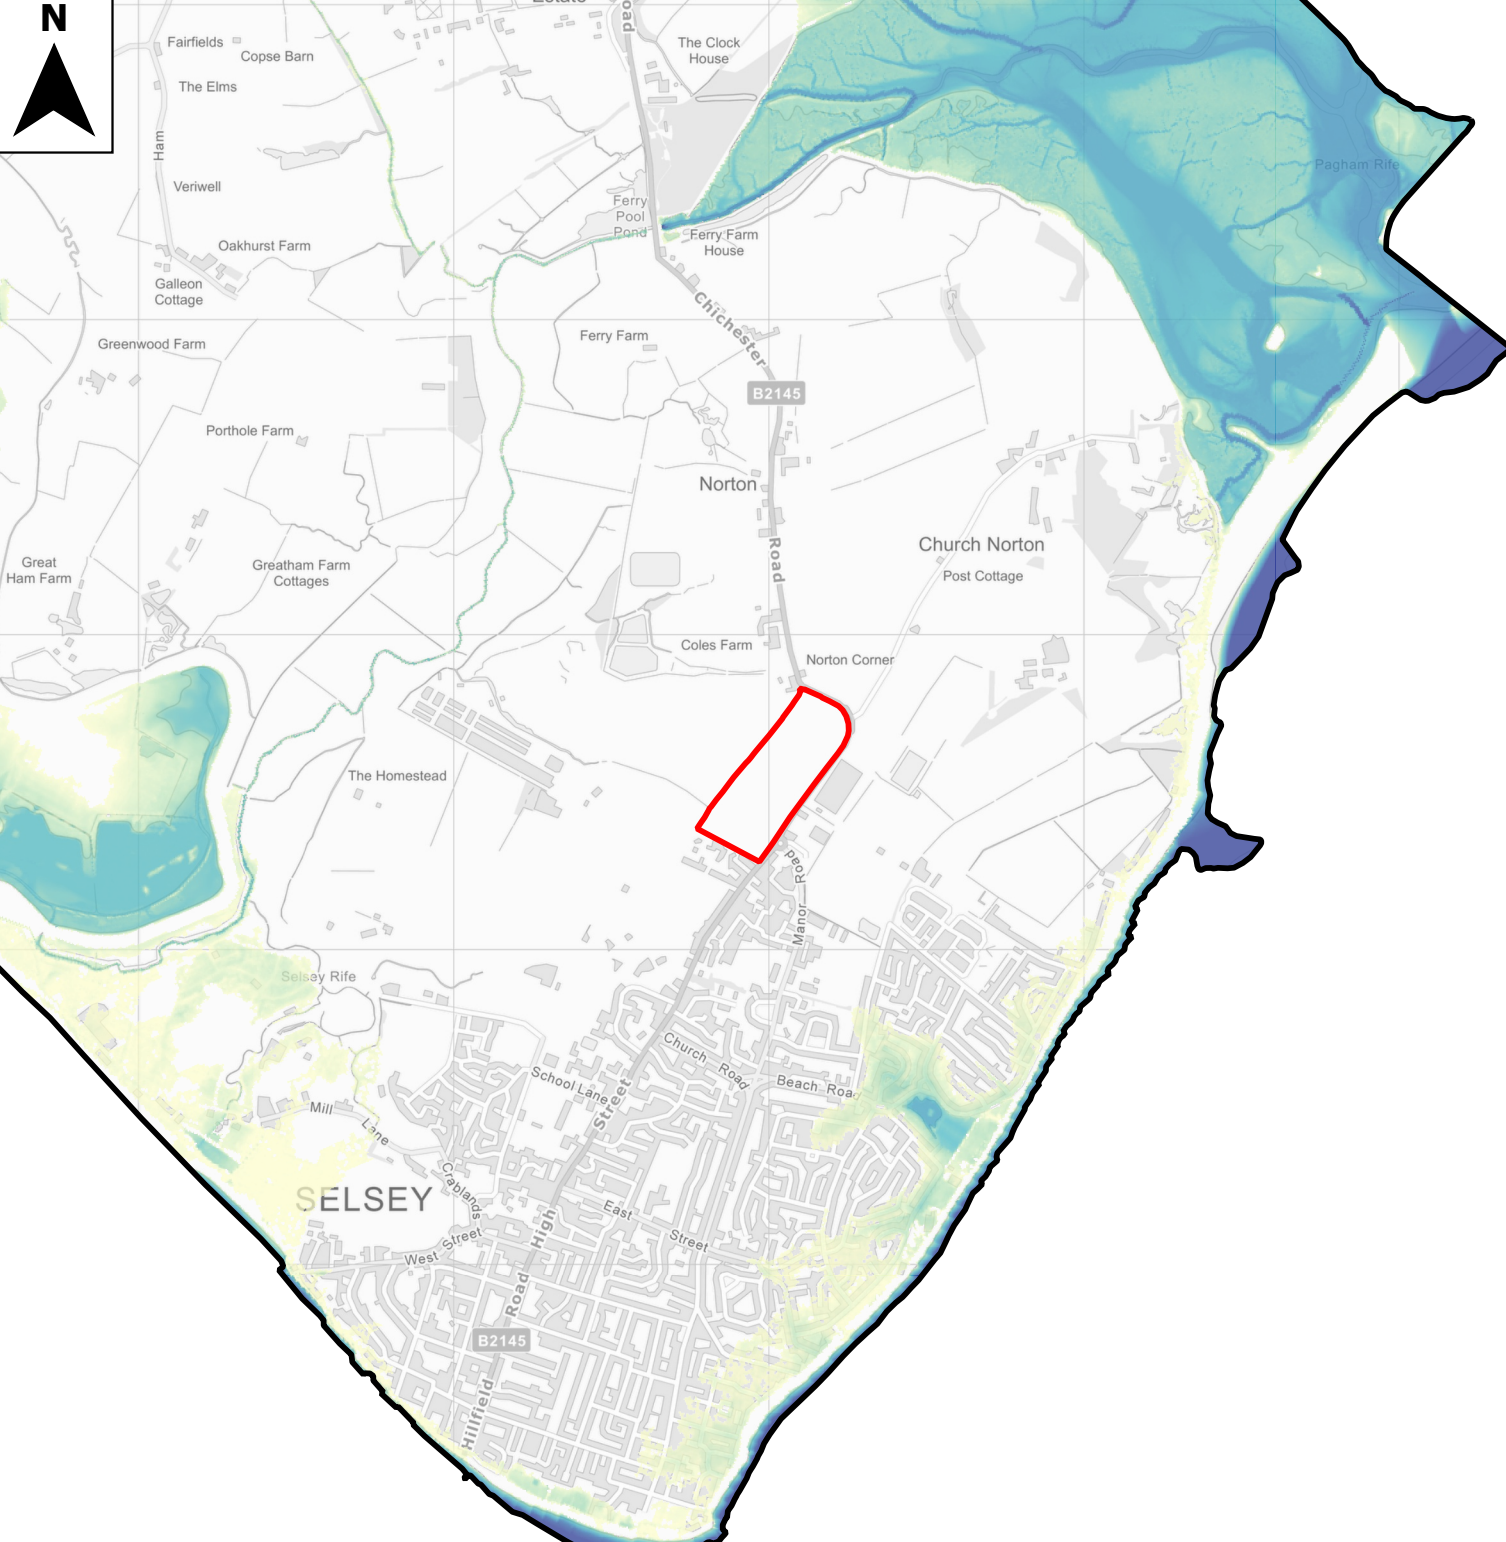 N
Estate
Road
Fairfields
Copse Barn
The Clock
House
The Elms
Ham
Pagham Rife
Veriwell
Ferry
Pool
Pond
Ferry Farm
House
Oakhurst Farm
Galleon
Cottage
Chichester
Greenwood Farm
Ferry Farm
B2145
Porthole Farm
Norton
Road
Church Norton
Great
Ham Farm
Greatham Farm
Cottages
Post Cottage
Coles Farm
Norton Corner
The Homestead
Manor Road
Selsey Rife
Church Road
School Lane
Beach Roa
Street
Mill
Lane
Crablands
SELSEY
East
Street
High
West Street
Road
B2145
Hillfield